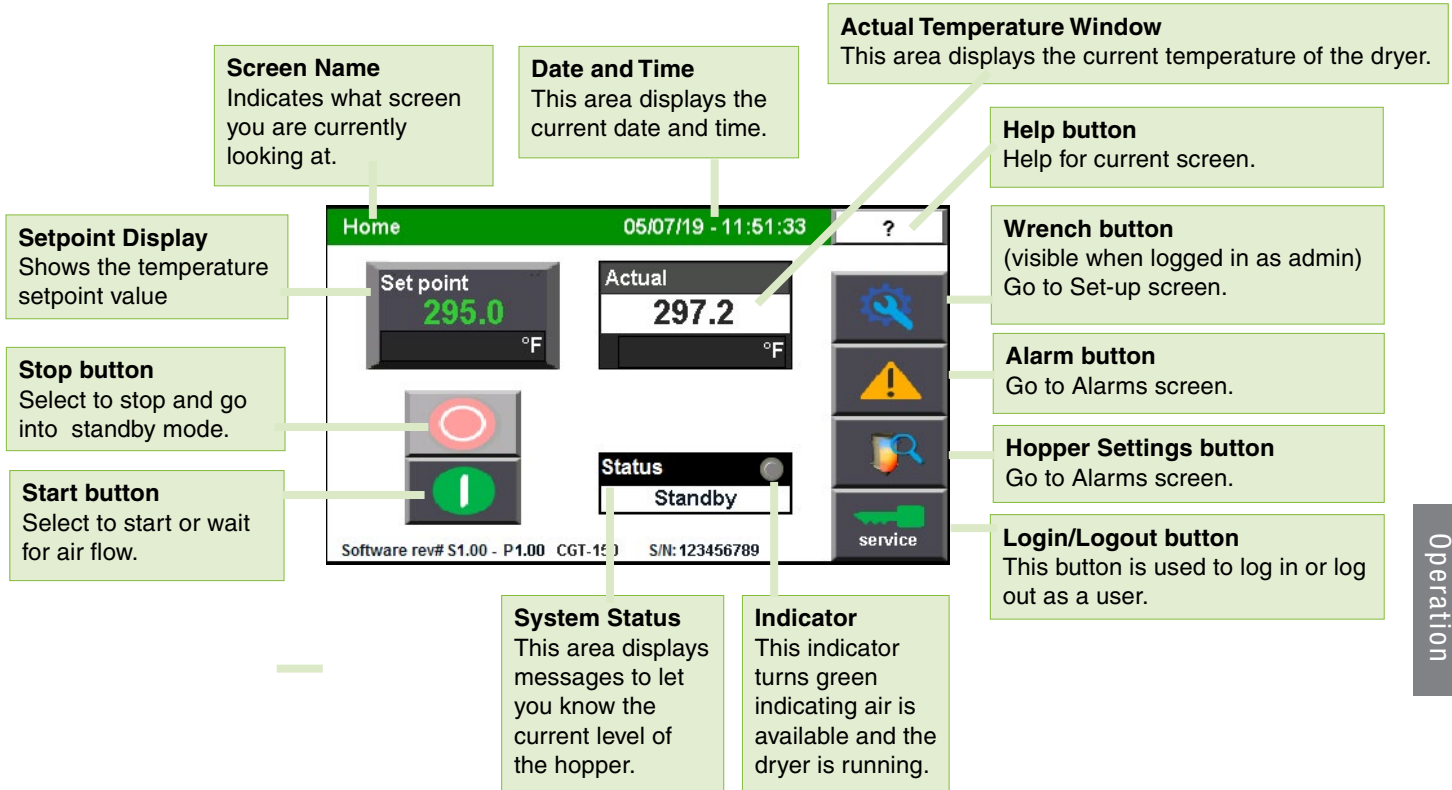 Actual Temperature Window
This area displays the current temperature of the dryer.
Screen Name
Indicates what screen
you are currently
looking at.
Date and Time
This area displays the
current date and time.
Help button
Help for current screen.
Setpoint Display
Shows the temperature
setpoint value
Home
05/07/19 - 11:51:33
?
Wrench button
(visible when logged in as admin)
Go to Set-up screen.
Set point
295.0
°F
Actual
297.2
°F
Stop button
Select to stop and go
into standby mode.
Alarm button
Go to Alarms screen.
Hopper Settings button
Go to Alarms screen.
Start button
Select to start or wait
for air flow.
Status
Standby
service
Software rev# S1.00 - P1.00 CGT-150 S/N: 123456789
Login/Logout button
This button is used to log in or log
out as a user.
System Status
This area displays
messages to let
you know the
current level of
the hopper.
Indicator
This indicator
turns green
indicating air is
available and the
dryer is running.
Operation